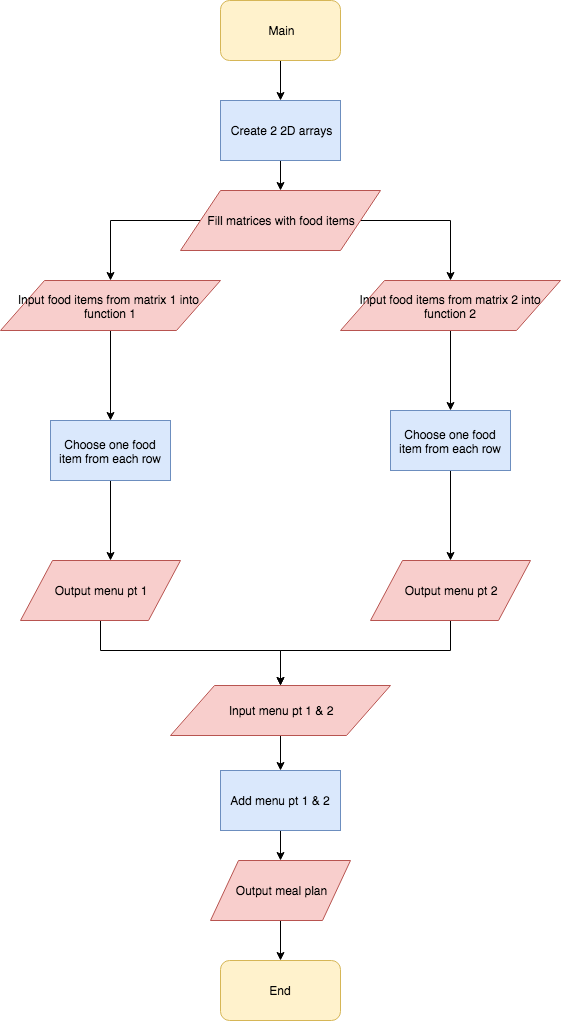 Main
Create 2 2D arrays
Fill matrices with food items
Input food items from matrix 1 into
function 1
Input food items from matrix 2 into
function 2
Choose one food
item from each row
Choose one food
item from each row
Output menu pt 1
Output menu pt 2
Input menu pt 1 & 2
Add menu pt 1 & 2
Output meal plan
End